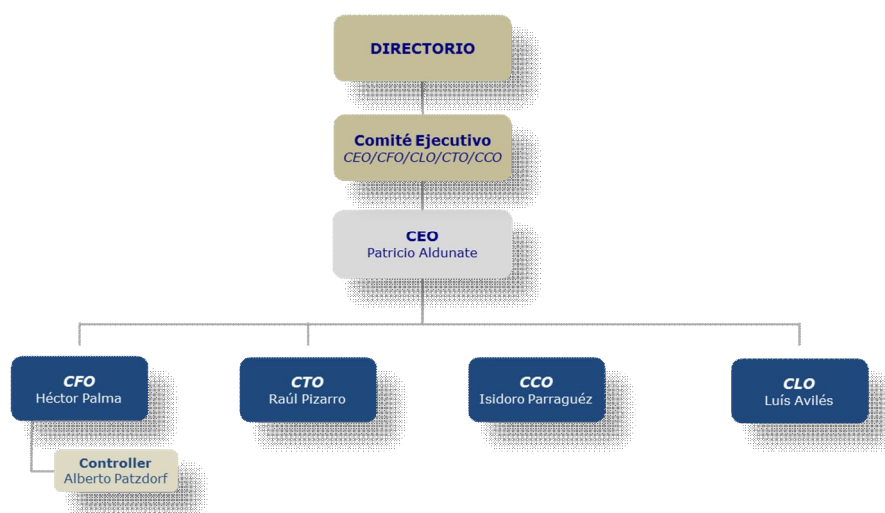 DIRECTORIO
Comité Ejecutivo
CEO/CFO/CLO/CTO/CCO
CEO
Patricio Aldunate
CFO
Héctor Palma
CTO
Raúl Pizarro
CCO
Isidoro Parraguéz
CLO
Luís Avilés
Controller
Alberto Patzdorf